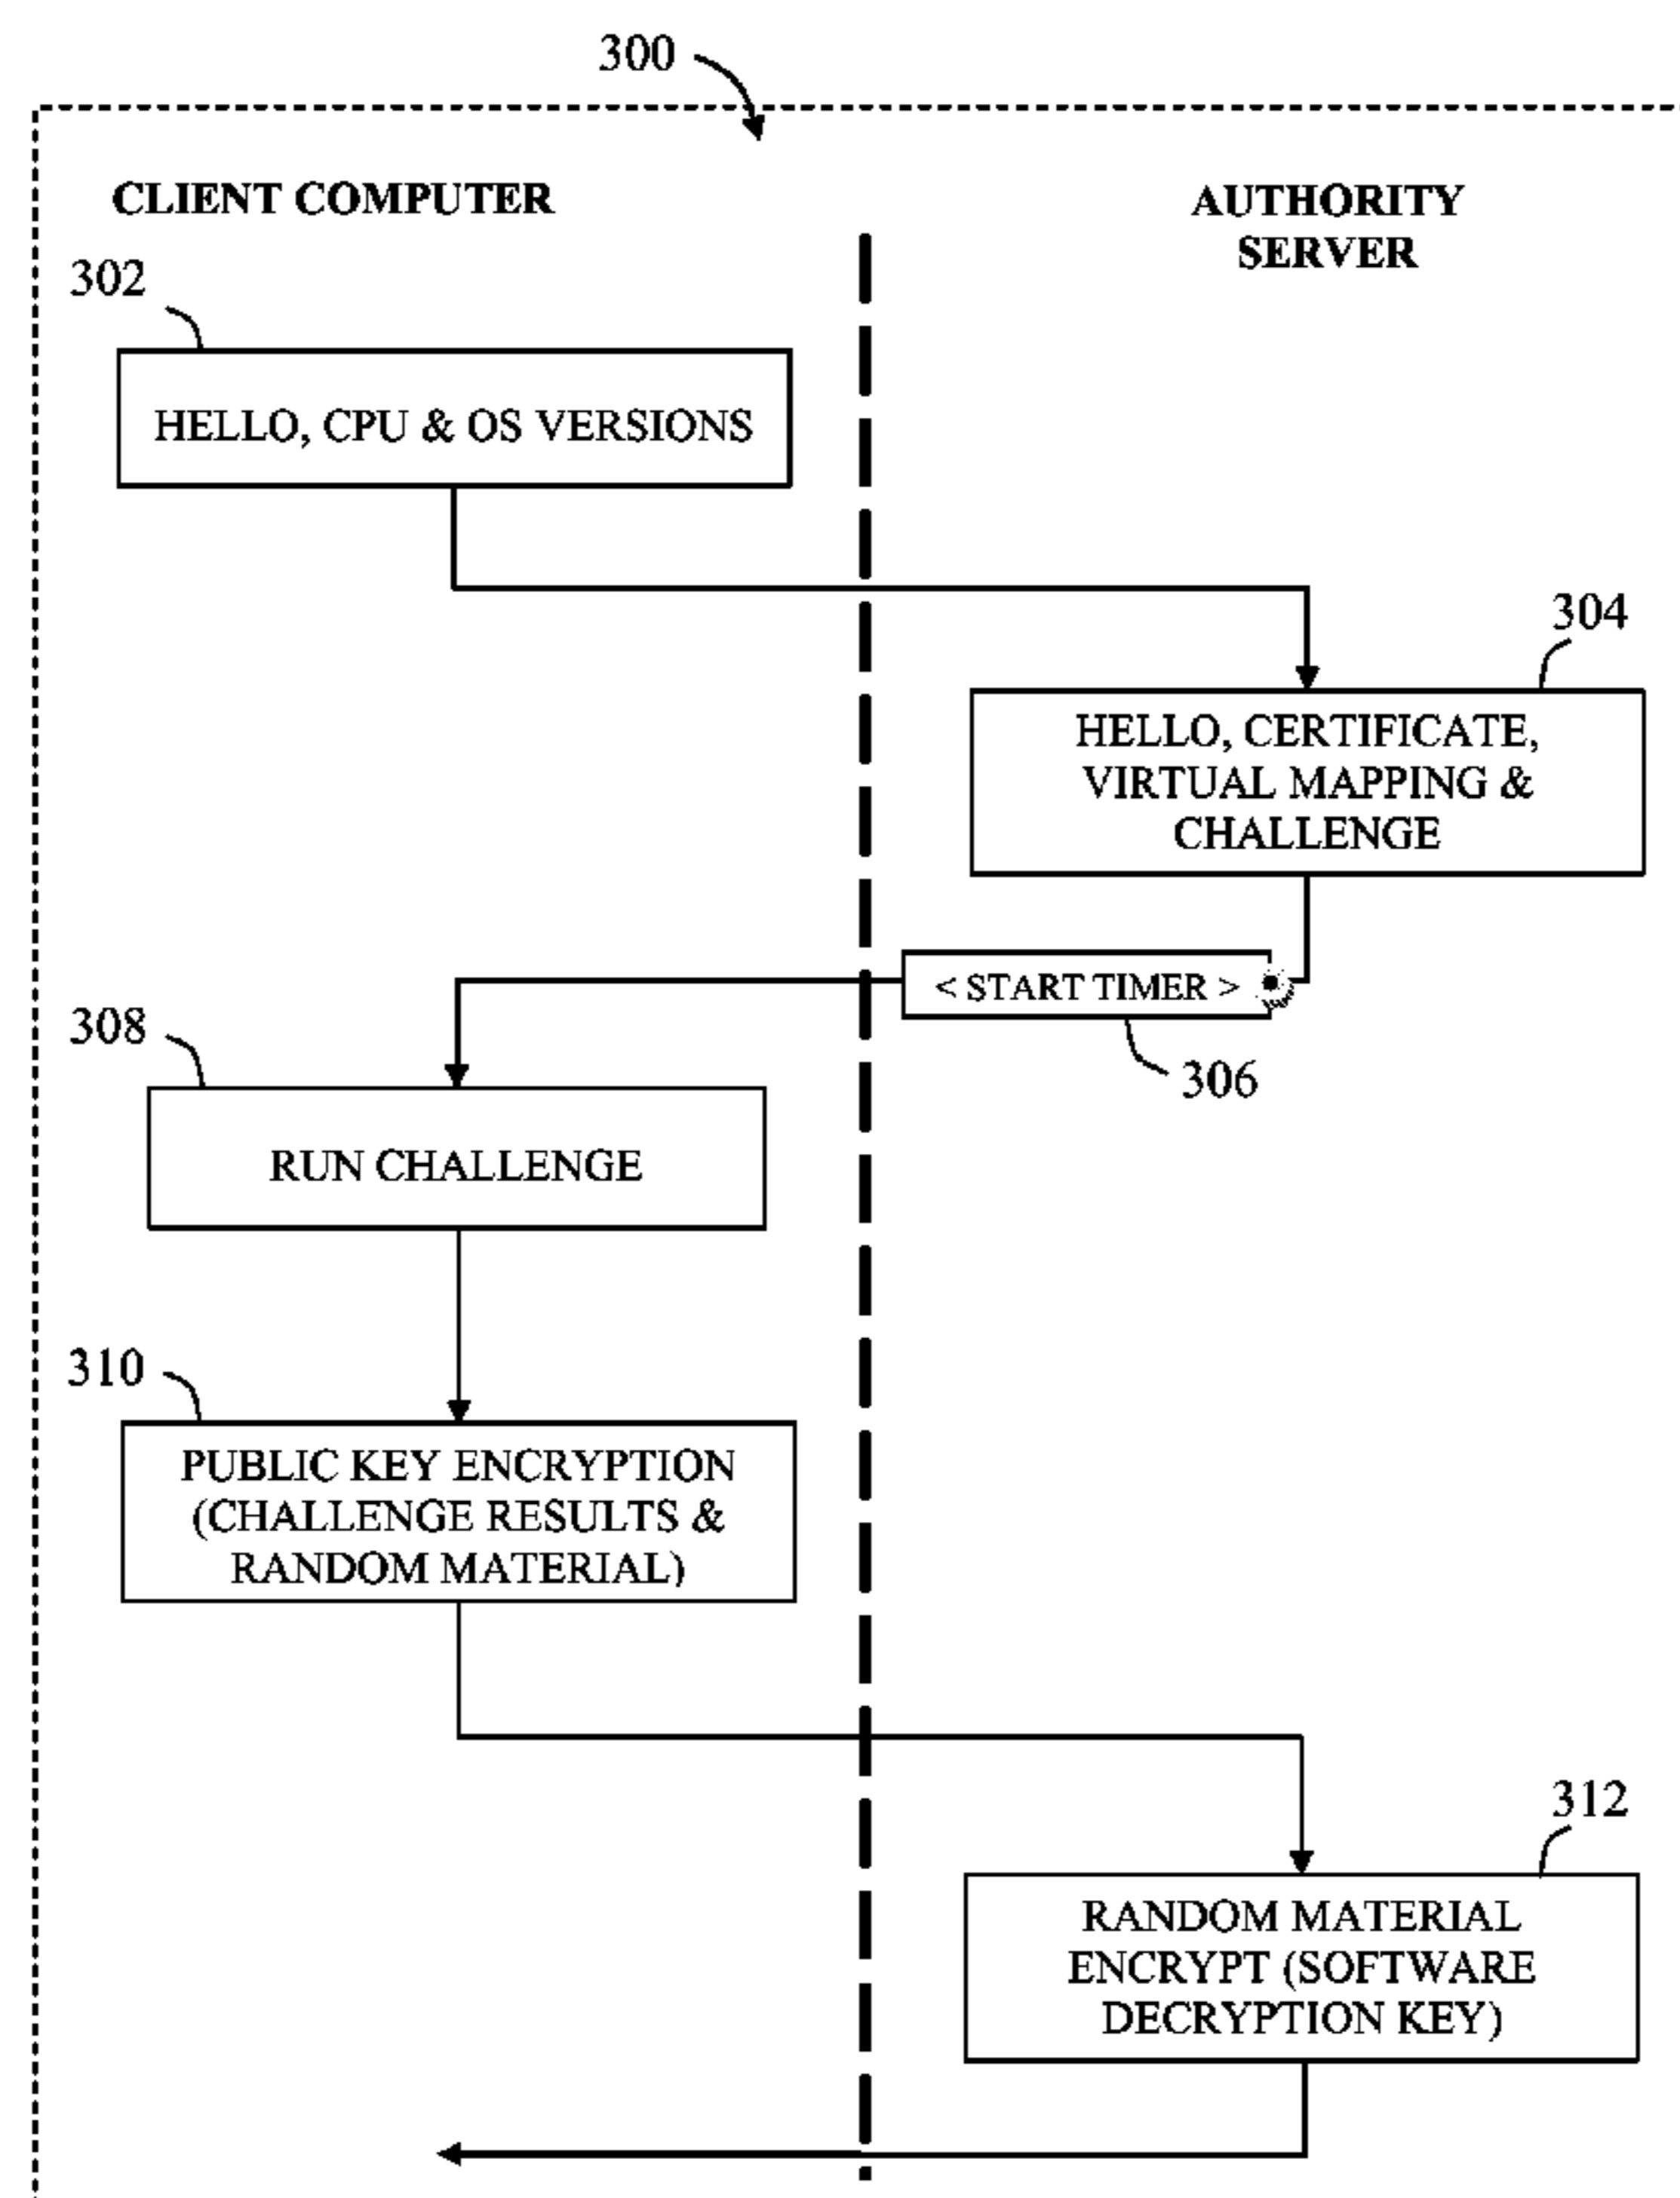 300
CLIENT COMPUTER
AUTHORITY
SERVER
302
HELLO, CPU & OS VERSIONS
304
HELLO, CERTIFICATE,
VIRTUAL MAPPING &
CHALLENGE
< START TIMER >
306
308
RUN CHALLENGE
310
PUBLIC KEY ENCRYPTION
(CHALLENGE RESULTS &
RANDOM MATERIAL)
312
RANDOM MATERIAL
ENCRYPT (SOFTWARE
DECRYPTION KEY)